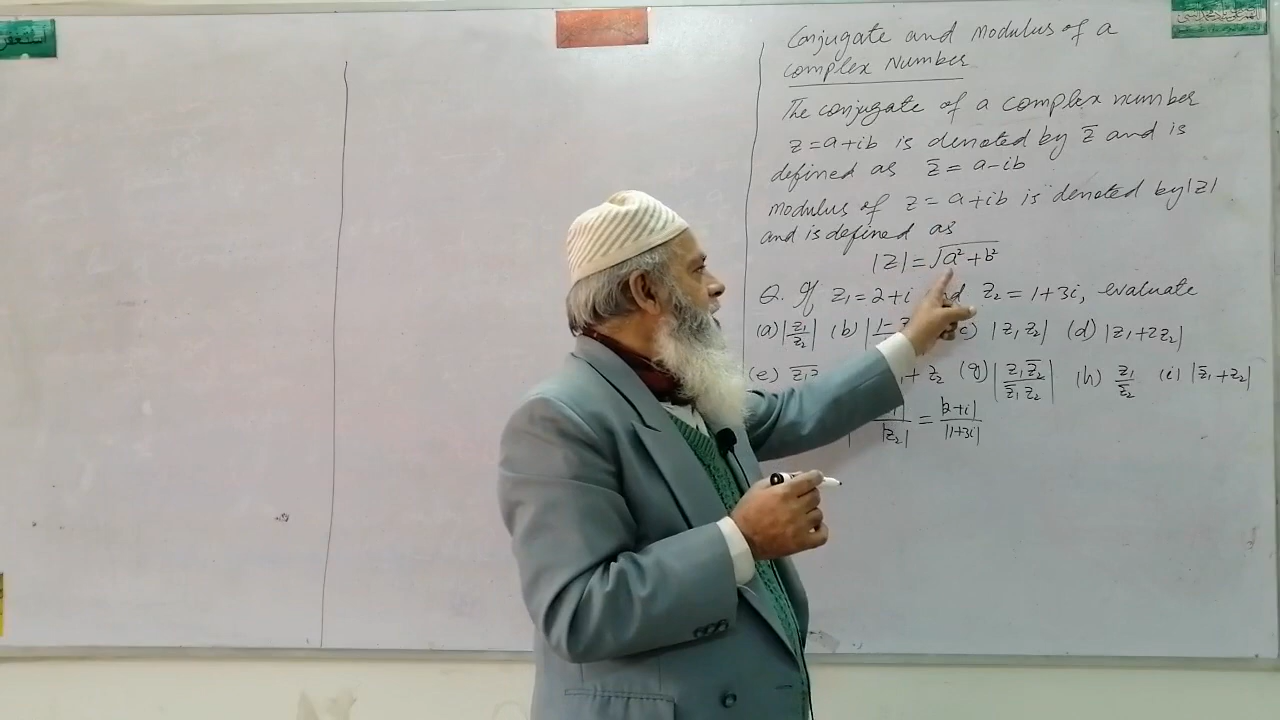 Conjugate and Modulus of a
Complex Number
The conjugate of a complex number
z = a+ib is denoted by z̅ and is
defined as z̅ = a-ib
Modulus of z = a+ib is denoted by |z|
and is defined as
|z| = √(a²+b²)
Q. If z₁ = 2+i and z₂ = 1+3i, evaluate
(a) |z₁/z₂| (b) |z₁z₂| (d) |z₁+2z₂|
(e) + z₂ (g) |z₁z̅₂/z̅₁z₂| (h) z₁/z̅₂ (i) |z̅₁+z₂|
|z₂| = |2+i|/|1+3i|